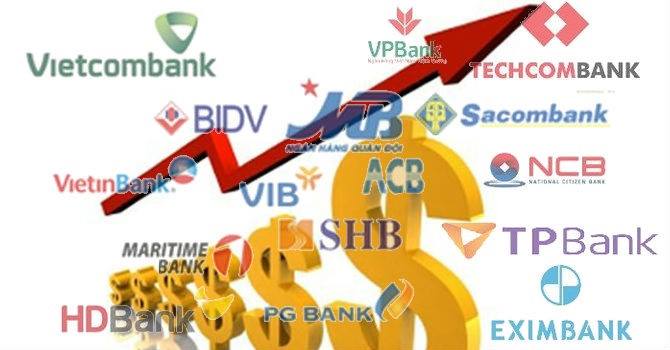 Vietcombank
VPBank
TECHCOMBANK
BIDV
MB
NGÂN HÀNG QUÂN ĐỘI
Sacombank
VietinBank
VIB
ACB
NCB
NATIONAL CITIZEN BANK
SHB
TPBank
MARITIME
BANK
HDBank
PG BANK
EXIMBANK